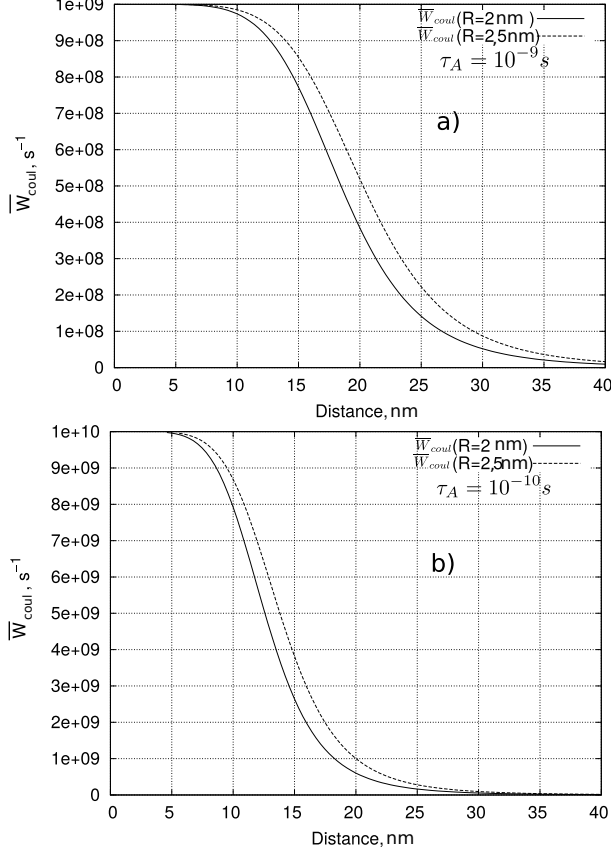 1e+09
9e+08
8e+08
7e+08
6e+08
5e+08
4e+08
3e+08
2e+08
1e+08
0
W̅coul, s⁻¹
W̅coul(R=2nm )
W̅coul(R=2,5nm)
τA = 10⁻⁹s
a)
0 5 10 15 20 25 30 35 40
Distance, nm
1e+10
9e+09
8e+09
7e+09
6e+09
5e+09
4e+09
3e+09
2e+09
1e+09
0
W̅coul, s⁻¹
W̅coul(R=2 nm)
W̅coul(R=2,5nm)
τA = 10⁻¹⁰s
b)
0 5 10 15 20 25 30 35 40
Distance, nm